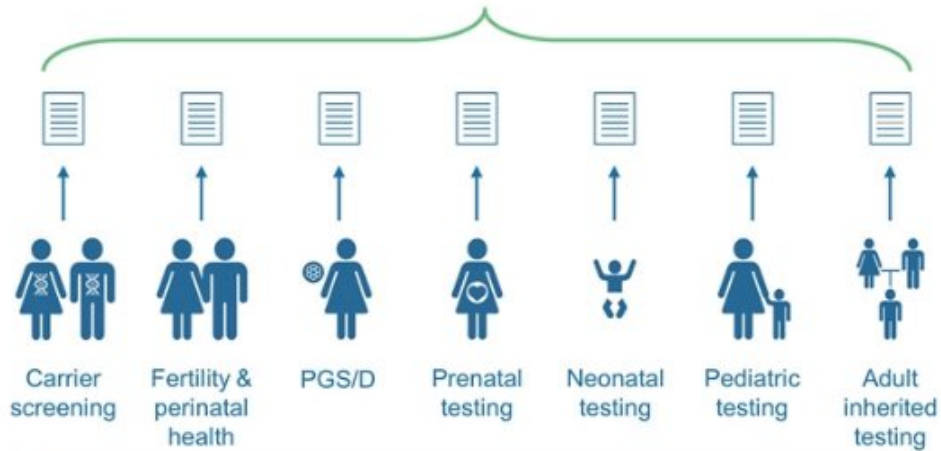 Carrier
screening
Fertility &
perinatal
health
PGS/D
Prenatal
testing
Neonatal
testing
Pediatric
testing
Adult
inherited
testing